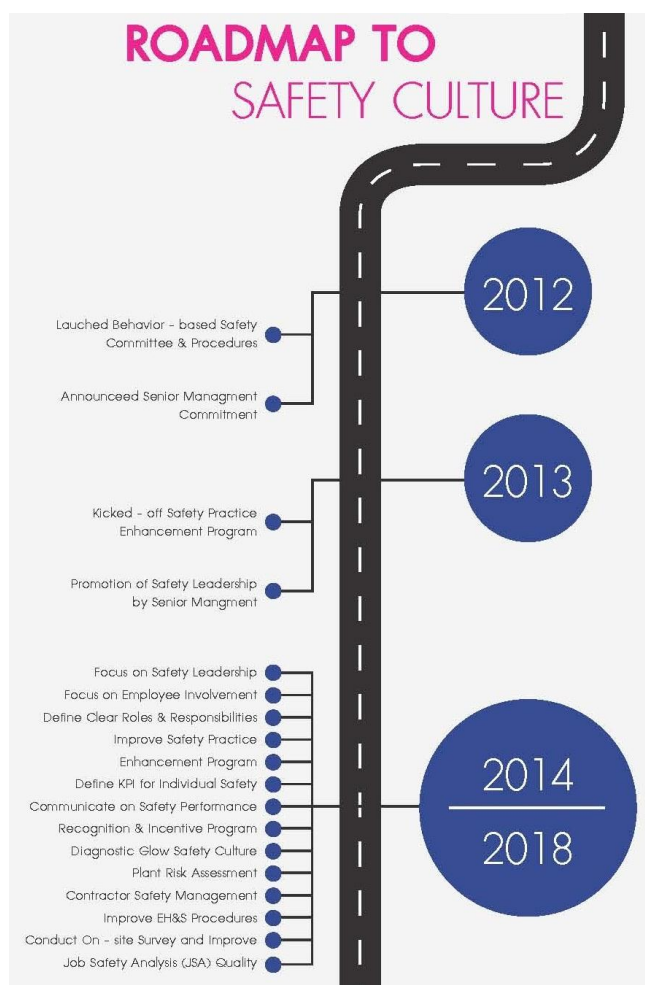 ROADMAP TO
SAFETY CULTURE
2012
Lauched Behavior - based Safety
Committee & Procedures
Announceed Senior Managment
Commitment
2013
Kicked - off Safety Practice
Enhancement Program
Promotion of Safety Leadership
by Senior Mangment
2014
2018
Focus on Safety Leadership
Focus on Employee Involvement
Define Clear Roles & Responsibilities
Improve Safety Practice
Enhancement Program
Define KPI for Individual Safety
Communicate on Safety Performance
Recognition & Incentive Program
Diagnostic Glow Safety Culture
Plant Risk Assessment
Contractor Safety Management
Improve EH&S Procedures
Conduct On - site Survey and Improve
Job Safety Analysis (JSA) Quality